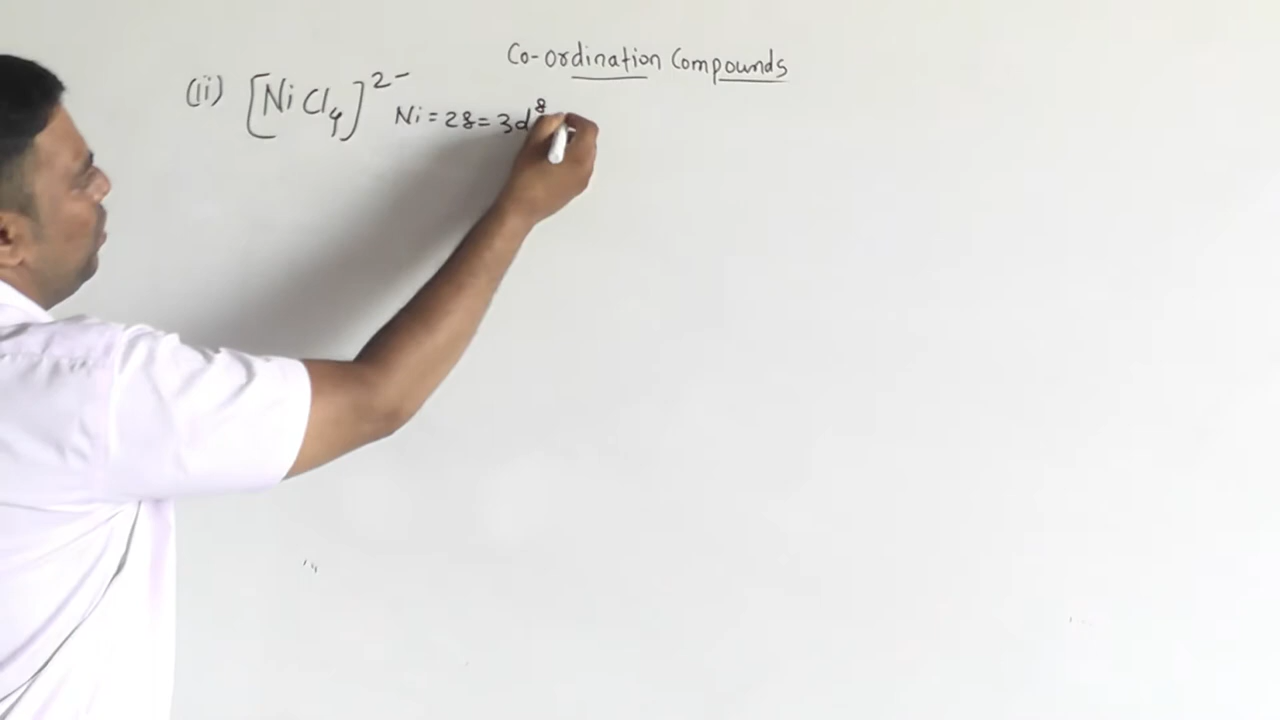 Co-ordination Compounds
(ii) [NiCl₄]²⁻ Ni = 28 = 3d⁸